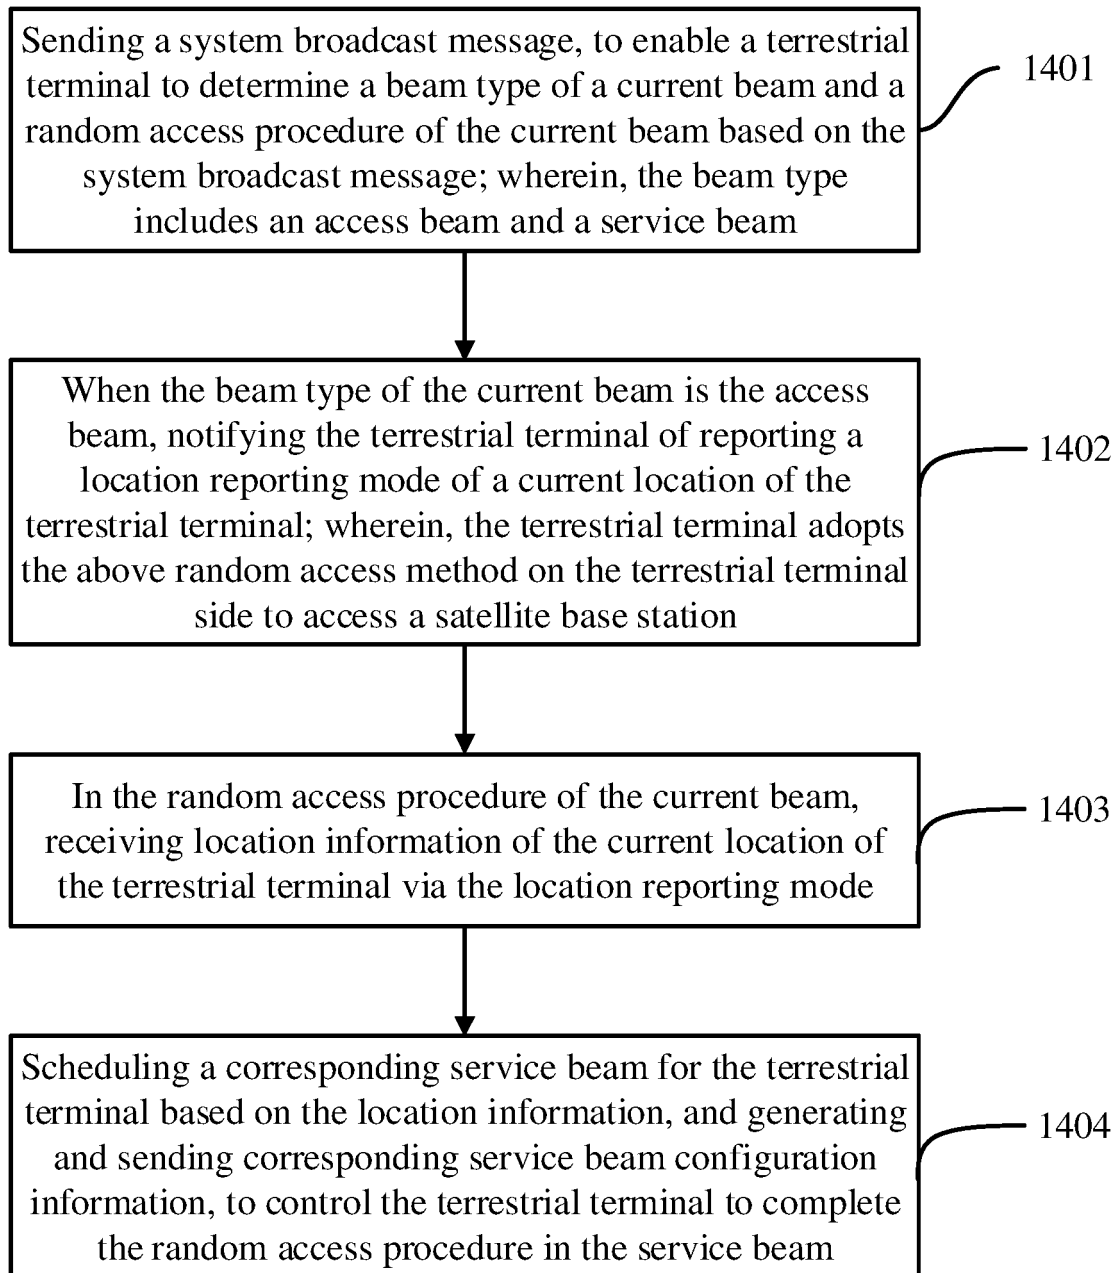 Sending a system broadcast message, to enable a terrestrial
terminal to determine a beam type of a current beam and a
random access procedure of the current beam based on the
system broadcast message; wherein, the beam type
includes an access beam and a service beam
1401
When the beam type of the current beam is the access
beam, notifying the terrestrial terminal of reporting a
location reporting mode of a current location of the
terrestrial terminal; wherein, the terrestrial terminal adopts
the above random access method on the terrestrial terminal
side to access a satellite base station
1402
In the random access procedure of the current beam,
receiving location information of the current location of
the terrestrial terminal via the location reporting mode
1403
Scheduling a corresponding service beam for the terrestrial
terminal based on the location information, and generating
and sending corresponding service beam configuration
information, to control the terrestrial terminal to complete
the random access procedure in the service beam
1404